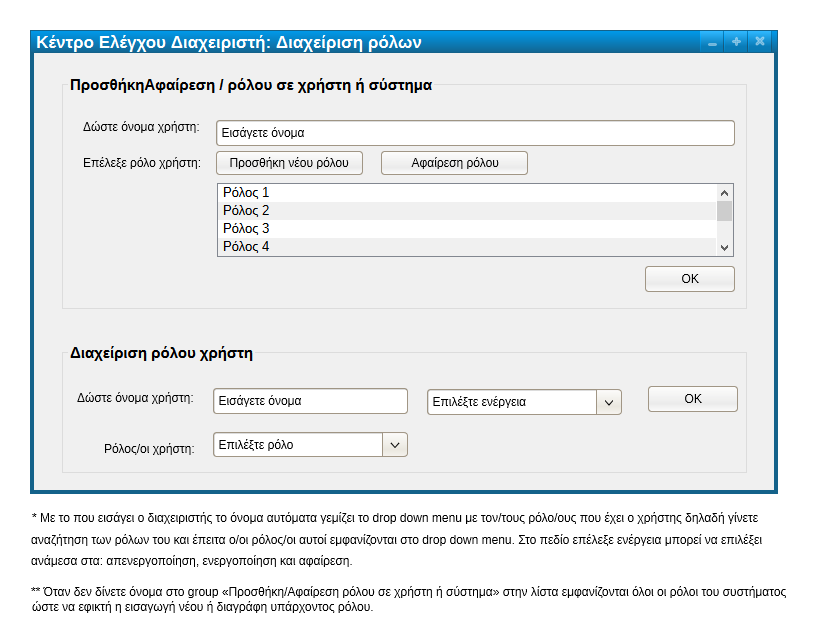 Κέντρο Ελέγχου Διαχειριστή: Διαχείριση ρόλων
ΠροσθήκηΑφαίρεση / ρόλου σε χρήστη ή σύστημα
Δώστε όνομα χρήστη:
Εισάγετε όνομα
Επέλεξε ρόλο χρήστη:
Προσθήκη νέου ρόλου
Αφαίρεση ρόλου
Ρόλος 1
Ρόλος 2
Ρόλος 3
Ρόλος 4
OK
Διαχείριση ρόλου χρήστη
Δώστε όνομα χρήστη:
Εισάγετε όνομα
Επιλέξτε ενέργεια
OK
Ρόλος/οι χρήστη:
Επιλέξτε ρόλο
* Με το που εισάγει ο διαχειριστής το όνομα αυτόματα γεμίζει το drop down menu με τον/τους ρόλο/ους που έχει ο χρήστης δηλαδή γίνετε
αναζήτηση των ρόλων του και έπειτα ο/οι ρόλος/οι αυτοί εμφανίζονται στο drop down menu. Στο πεδίο επέλεξε ενέργεια μπορεί να επιλέξει
ανάμεσα στα: απενεργοποίηση, ενεργοποίηση και αφαίρεση.
** Όταν δεν δίνετε όνομα στο group «Προσθήκη/Αφαίρεση ρόλου σε χρήστη ή σύστημα» στην λίστα εμφανίζονται όλοι οι ρόλοι του συστήματος
ώστε να εφικτή η εισαγωγή νέου ή διαγράφη υπάρχοντος ρόλου.